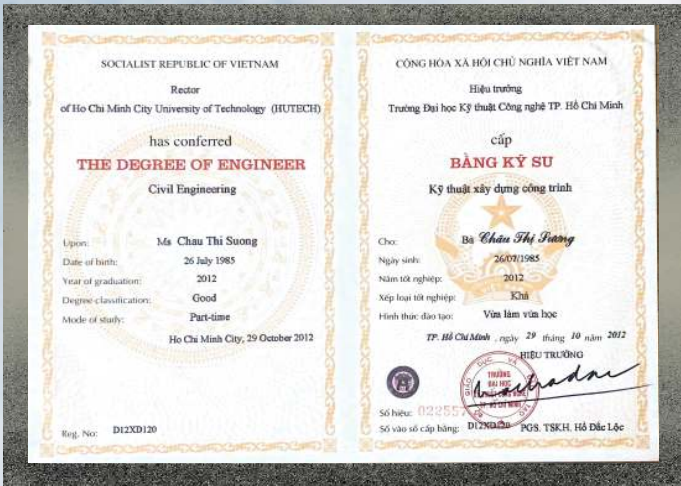 SOCIALIST REPUBLIC OF VIETNAM
Rector
of Ho Chi Minh City University of Technology (HUTECH)
has conferred
THE DEGREE OF ENGINEER
Civil Engineering
Upon: Ms Chau Thi Suong
Date of birth: 26 July 1985
Year of graduation: 2012
Degree classification: Good
Mode of study: Part-time
Ho Chi Minh City, 29 October 2012
Reg. No: D12XD120
CỘNG HÒA XÃ HỘI CHỦ NGHĨA VIỆT NAM
Hiệu trưởng
Trường Đại học Kỹ thuật Công nghệ TP. Hồ Chí Minh
cấp
BẰNG KỸ SƯ
Kỹ thuật xây dựng công trình
Cho: Bà Châu Thị Sương
Ngày sinh: 26/07/1985
Năm tốt nghiệp: 2012
Xếp loại tốt nghiệp: Khá
Hình thức đào tạo: Vừa làm vừa học
TP. Hồ Chí Minh , ngày 29 tháng 10 năm 2012
HIỆU TRƯỞNG
TRƯỜNG
ĐẠI HỌC
Số hiệu: 022557
Số vào sổ cấp bằng: D12XD120 PGS. TSKH. Hồ Đắc Lộc